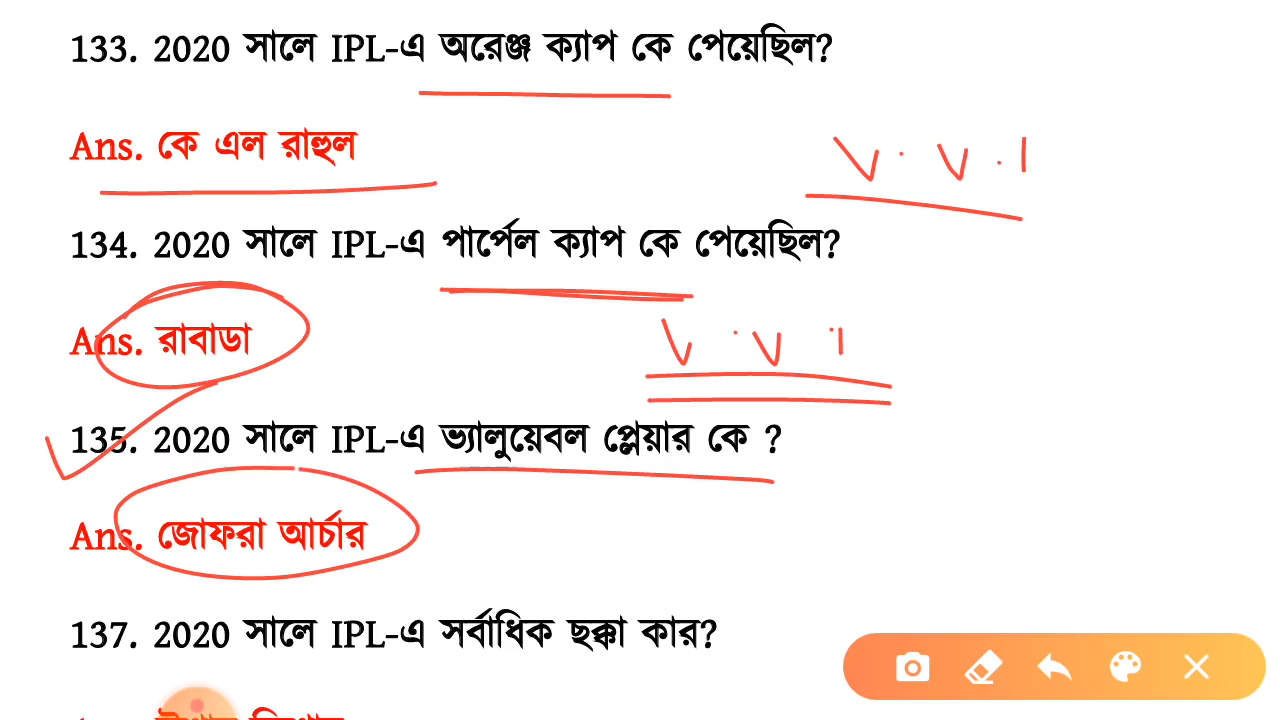 133. 2020 সালে IPL-এ অরেঞ্জ ক্যাপ কে পেয়েছিল?
Ans. কে এল রাহুল
V. V. I
134. 2020 সালে IPL-এ পার্পেল ক্যাপ কে পেয়েছিল?
Ans. রাবাডা
V. V. I
135. 2020 সালে IPL-এ ভ্যালুয়েবল প্লেয়ার কে ?
Ans. জোফরা আর্চার
137. 2020 সালে IPL-এ সর্বাধিক ছক্কা কার?